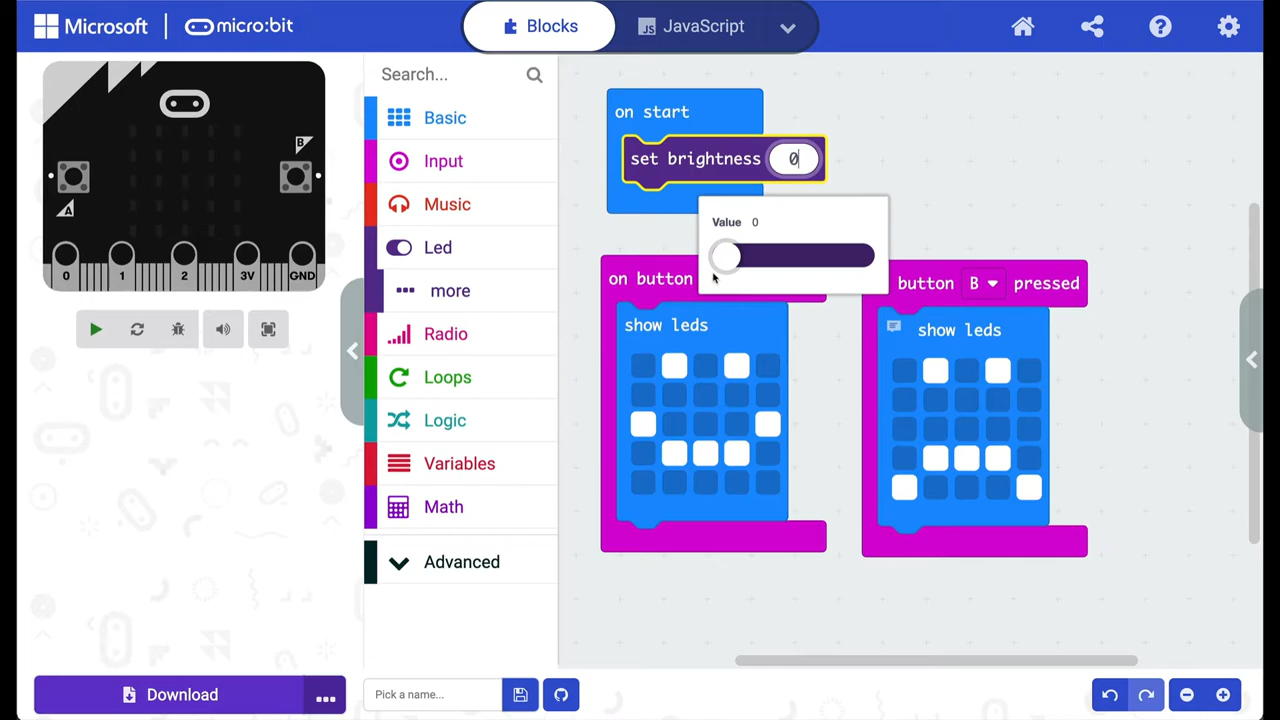 Microsoft
micro:bit
Blocks
JavaScript
A
B
0
1
2
3V
GND
Search...
Basic
Input
Music
Led
more
Radio
Loops
Logic
Variables
Math
Advanced
on start
set brightness 0
Value 0
on button
show leds
button B pressed
show leds
Download
Pick a name...